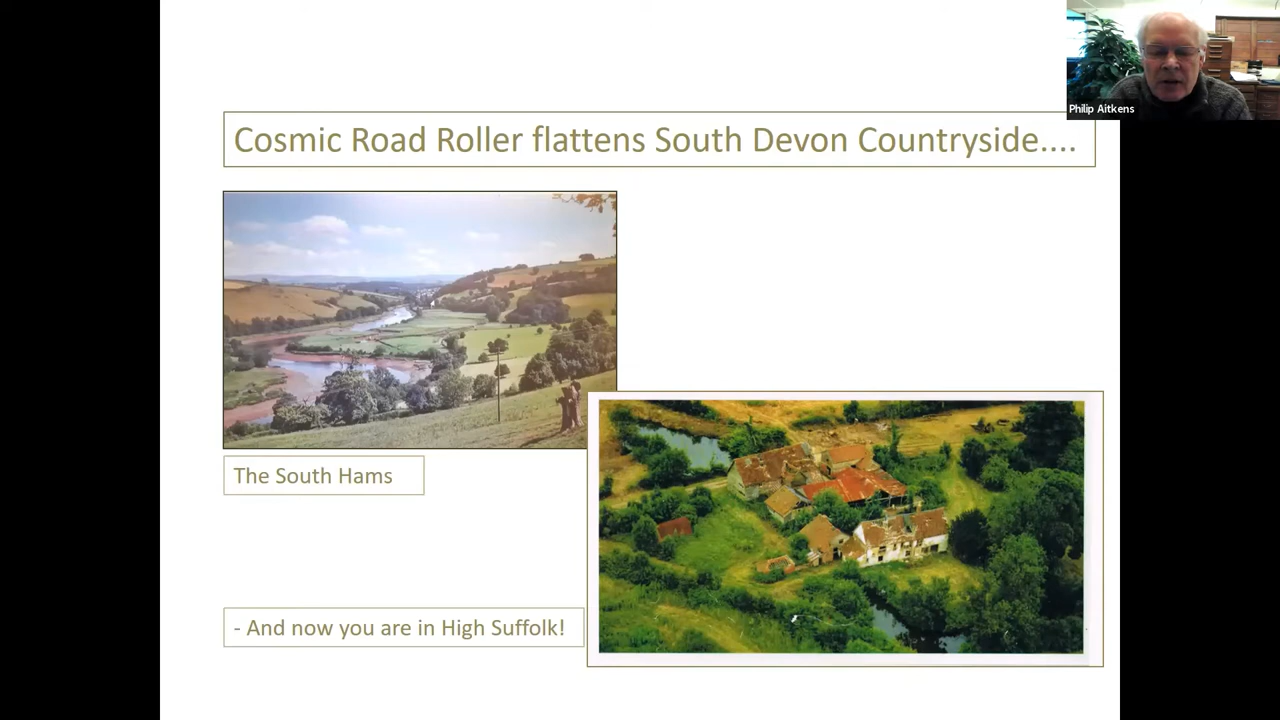 Philip Aitkens
Cosmic Road Roller flattens South Devon Countryside....
The South Hams
- And now you are in High Suffolk!